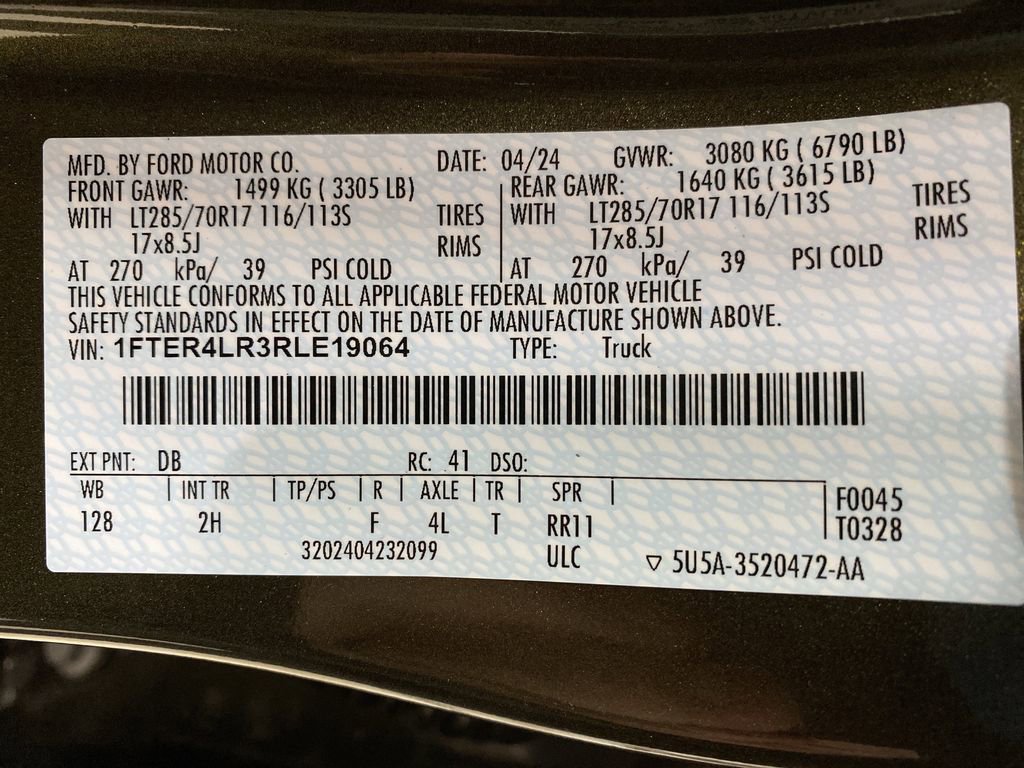 MFD. BY FORD MOTOR CO. DATE: 04/24 GVWR: 3080 KG ( 6790 LB)
FRONT GAWR: 1499 KG ( 3305 LB) REAR GAWR: 1640 KG ( 3615 LB)
WITH LT285/70R17 116/113S TIRES WITH LT285/70R17 116/113S TIRES
17x8.5J RIMS 17x8.5J RIMS
AT 270 kPa/ 39 PSI COLD AT 270 kPa/ 39 PSI COLD
THIS VEHICLE CONFORMS TO ALL APPLICABLE FEDERAL MOTOR VEHICLE
SAFETY STANDARDS IN EFFECT ON THE DATE OF MANUFACTURE SHOWN ABOVE.
VIN: 1FTER4LR3RLE19064 TYPE: Truck
EXT PNT: DB RC: 41 DSO:
WB | INT TR | TP/PS | R | AXLE | TR | SPR | F0045
128 2H F 4L T RR11 T0328
3202404232099 ULC ▽ 5U5A-3520472-AA